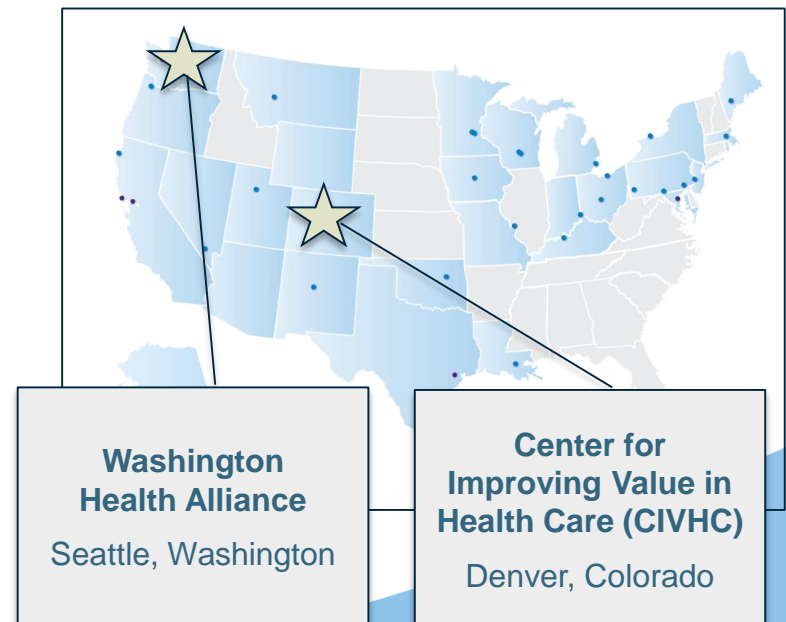 Washington
Health Alliance
Seattle, Washington
Center for
Improving Value in
Health Care (CIVHC)
Denver, Colorado